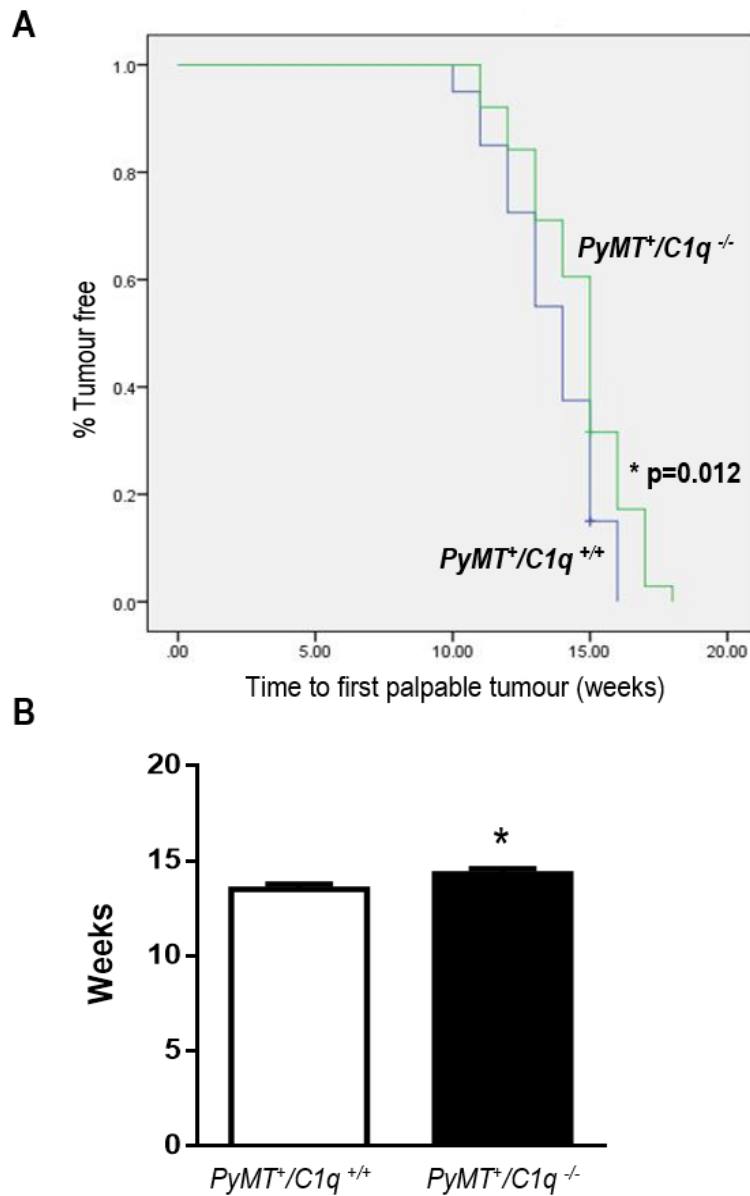 A
1.0
0.8
0.6
0.4
0.2
0.0
% Tumour free
PyMT⁺/C1q ⁻/⁻
* p=0.012
PyMT⁺/C1q ⁺/⁺
.00 5.00 10.00 15.00 20.00
Time to first palpable tumour (weeks)
B
20
15
10
5
0
Weeks
*
PyMT⁺/C1q ⁺/⁺ PyMT⁺/C1q ⁻/⁻